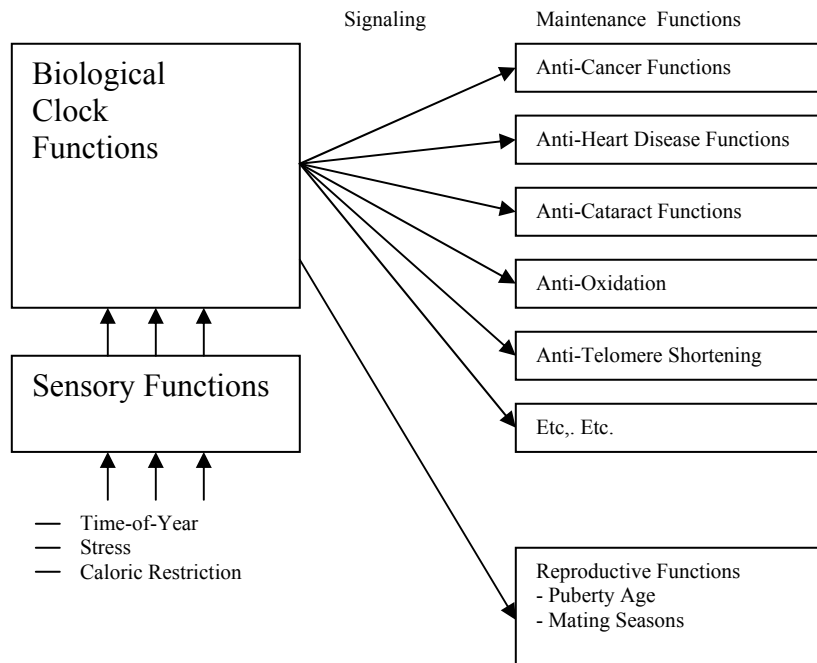 Signaling
Maintenance Functions
Biological
Clock
Functions
Anti-Cancer Functions
Anti-Heart Disease Functions
Anti-Cataract Functions
Anti-Oxidation
Anti-Telomere Shortening
Etc,. Etc.
Sensory Functions
— Time-of-Year
— Stress
— Caloric Restriction
Reproductive Functions
- Puberty Age
- Mating Seasons